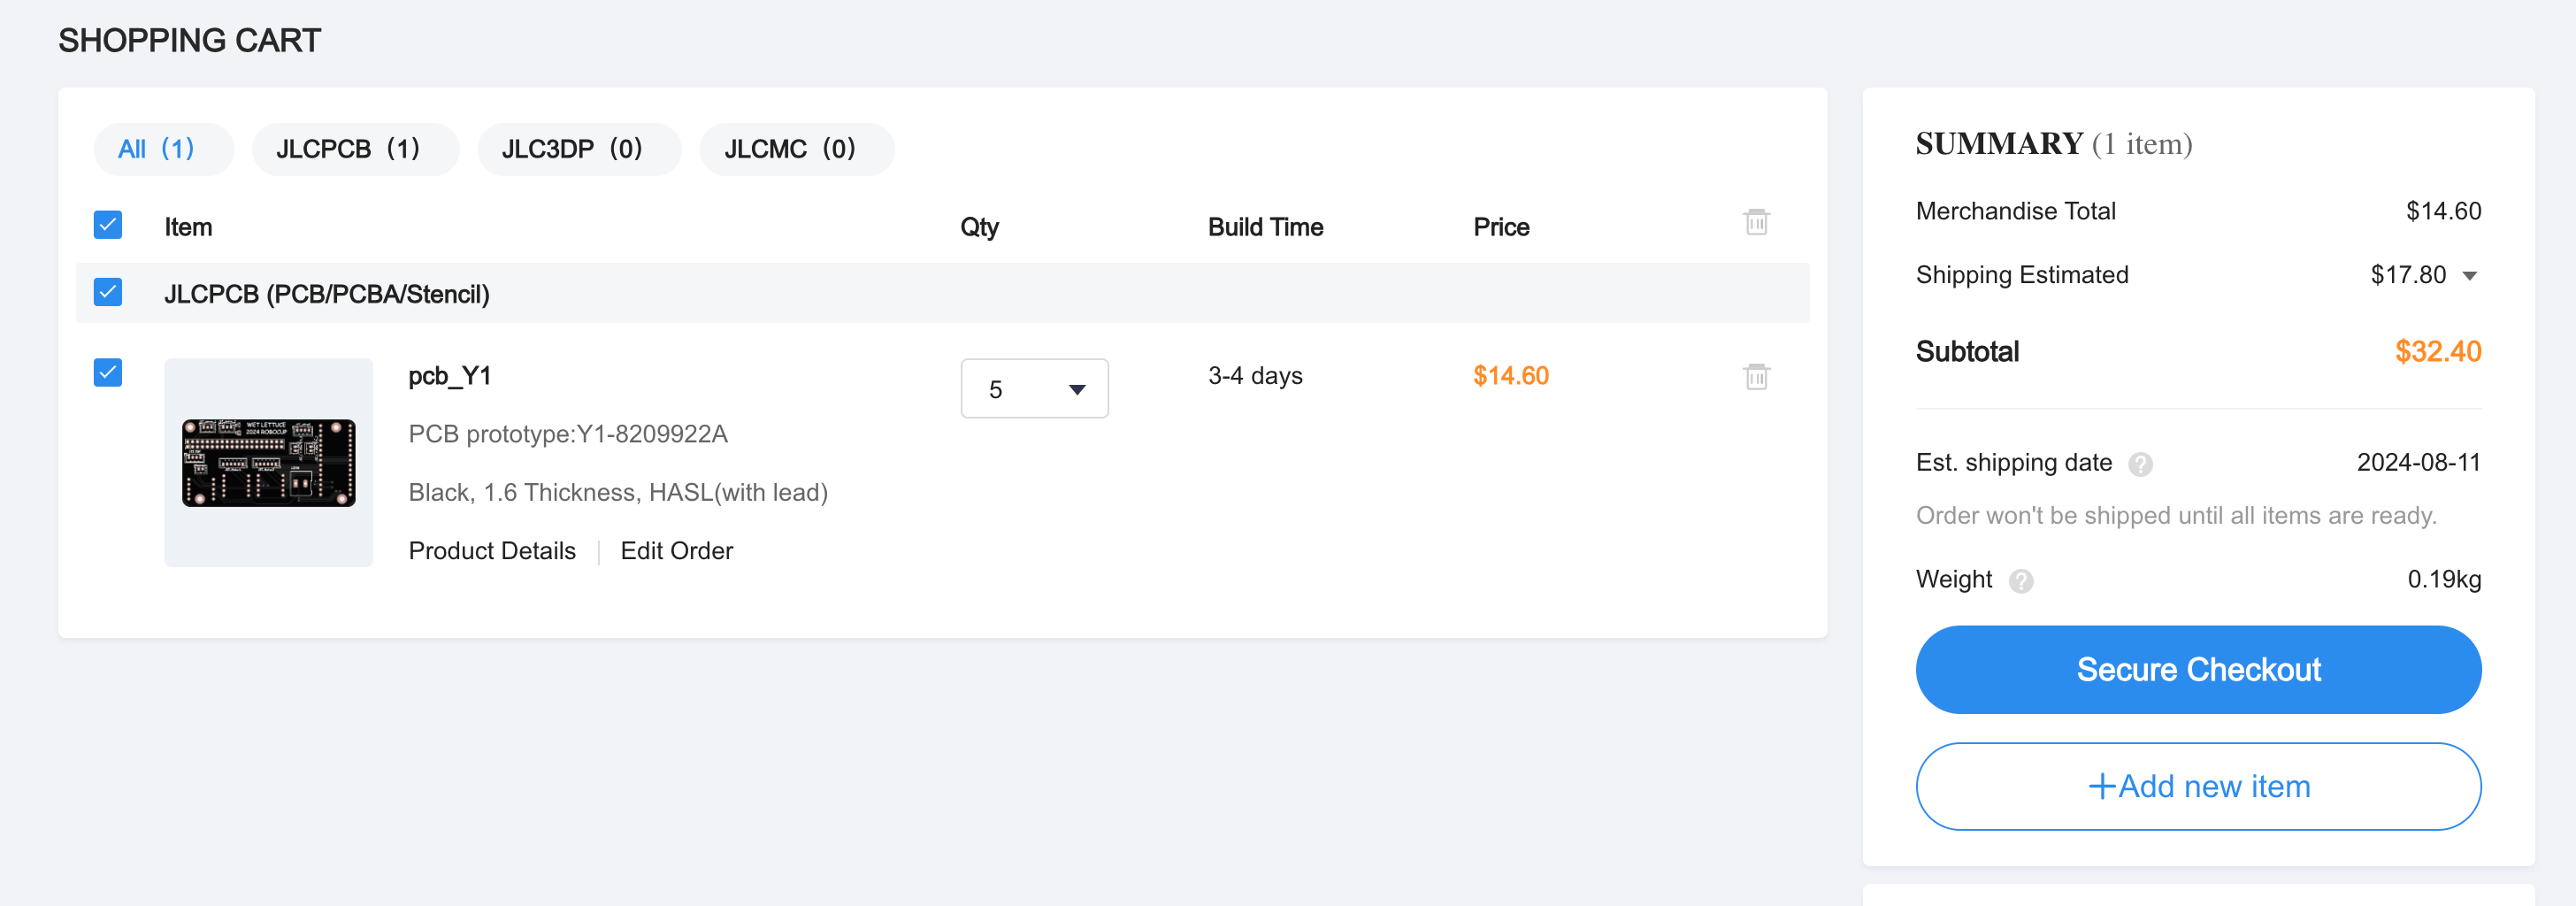 SHOPPING CART
All (1)
JLCPCB (1)
JLC3DP (0)
JLCMC (0)
Item
Qty
Build Time
Price
JLCPCB (PCB/PCBA/Stencil)
WET LETTUCE
2024 ROBOCUP
pcb_Y1
5
3-4 days
$14.60
PCB prototype:Y1-8209922A
Black, 1.6 Thickness, HASL(with lead)
Product Details
Edit Order
SUMMARY (1 item)
Merchandise Total $14.60
Shipping Estimated $17.80
Subtotal $32.40
Est. shipping date ? 2024-08-11
Order won't be shipped until all items are ready.
Weight ? 0.19kg
Secure Checkout
+Add new item